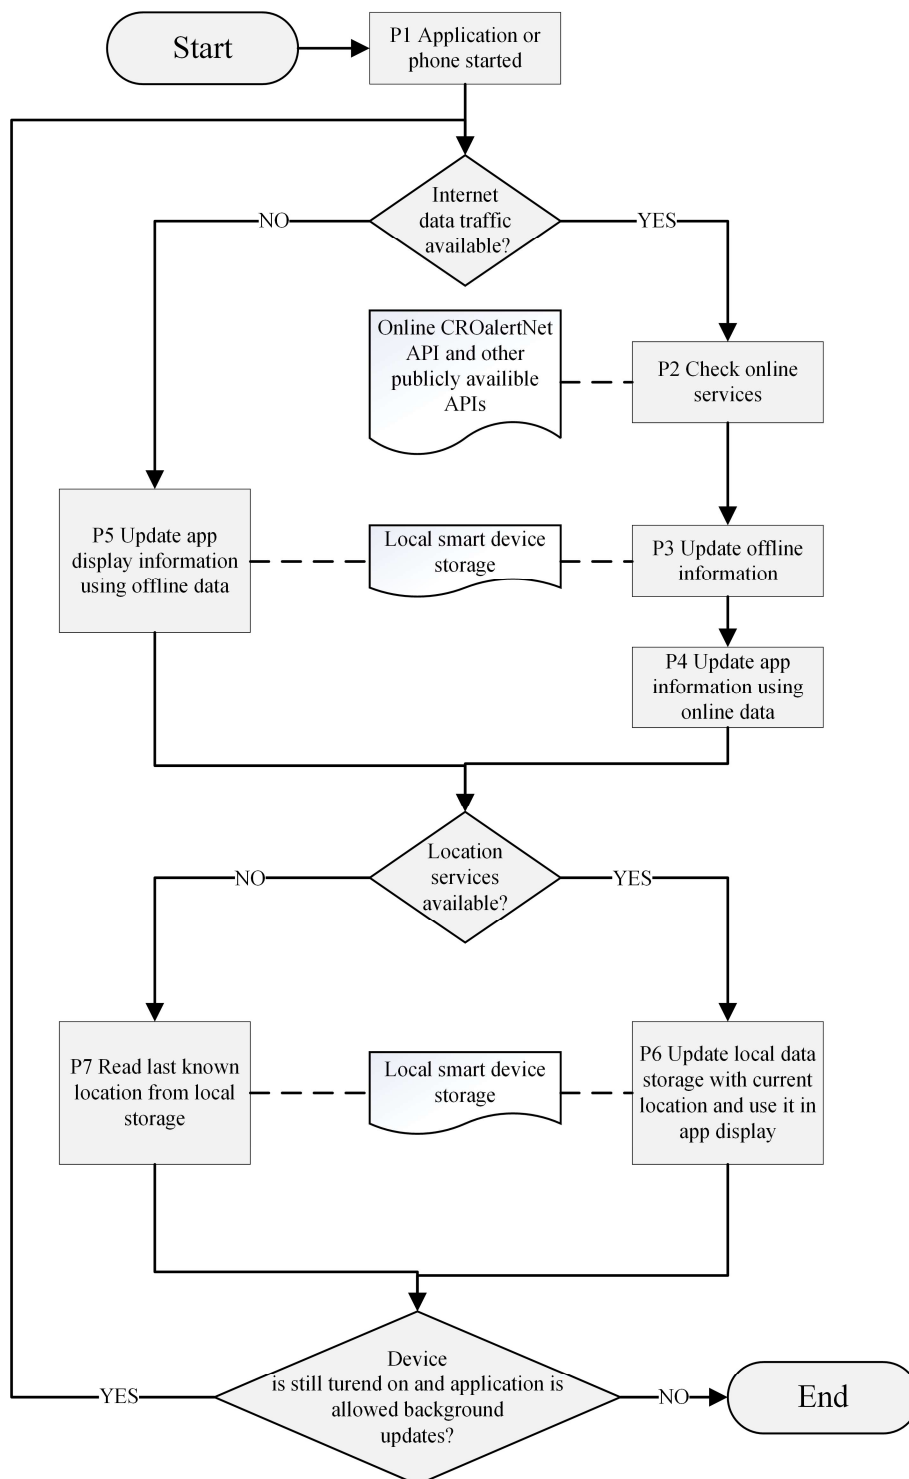 Start
P1 Application or
phone started
Internet
data traffic
available?
NO
YES
Online CROalertNet
API and other
publicly availible
APIs
P2 Check online
services
P5 Update app
display information
using offline data
Local smart device
storage
P3 Update offline
information
P4 Update app
information using
online data
Location
services
available?
NO
YES
P7 Read last known
location from local
storage
Local smart device
storage
P6 Update local data
storage with current
location and use it in
app display
Device
is still turend on and application is
allowed background
updates?
YES
NO
End